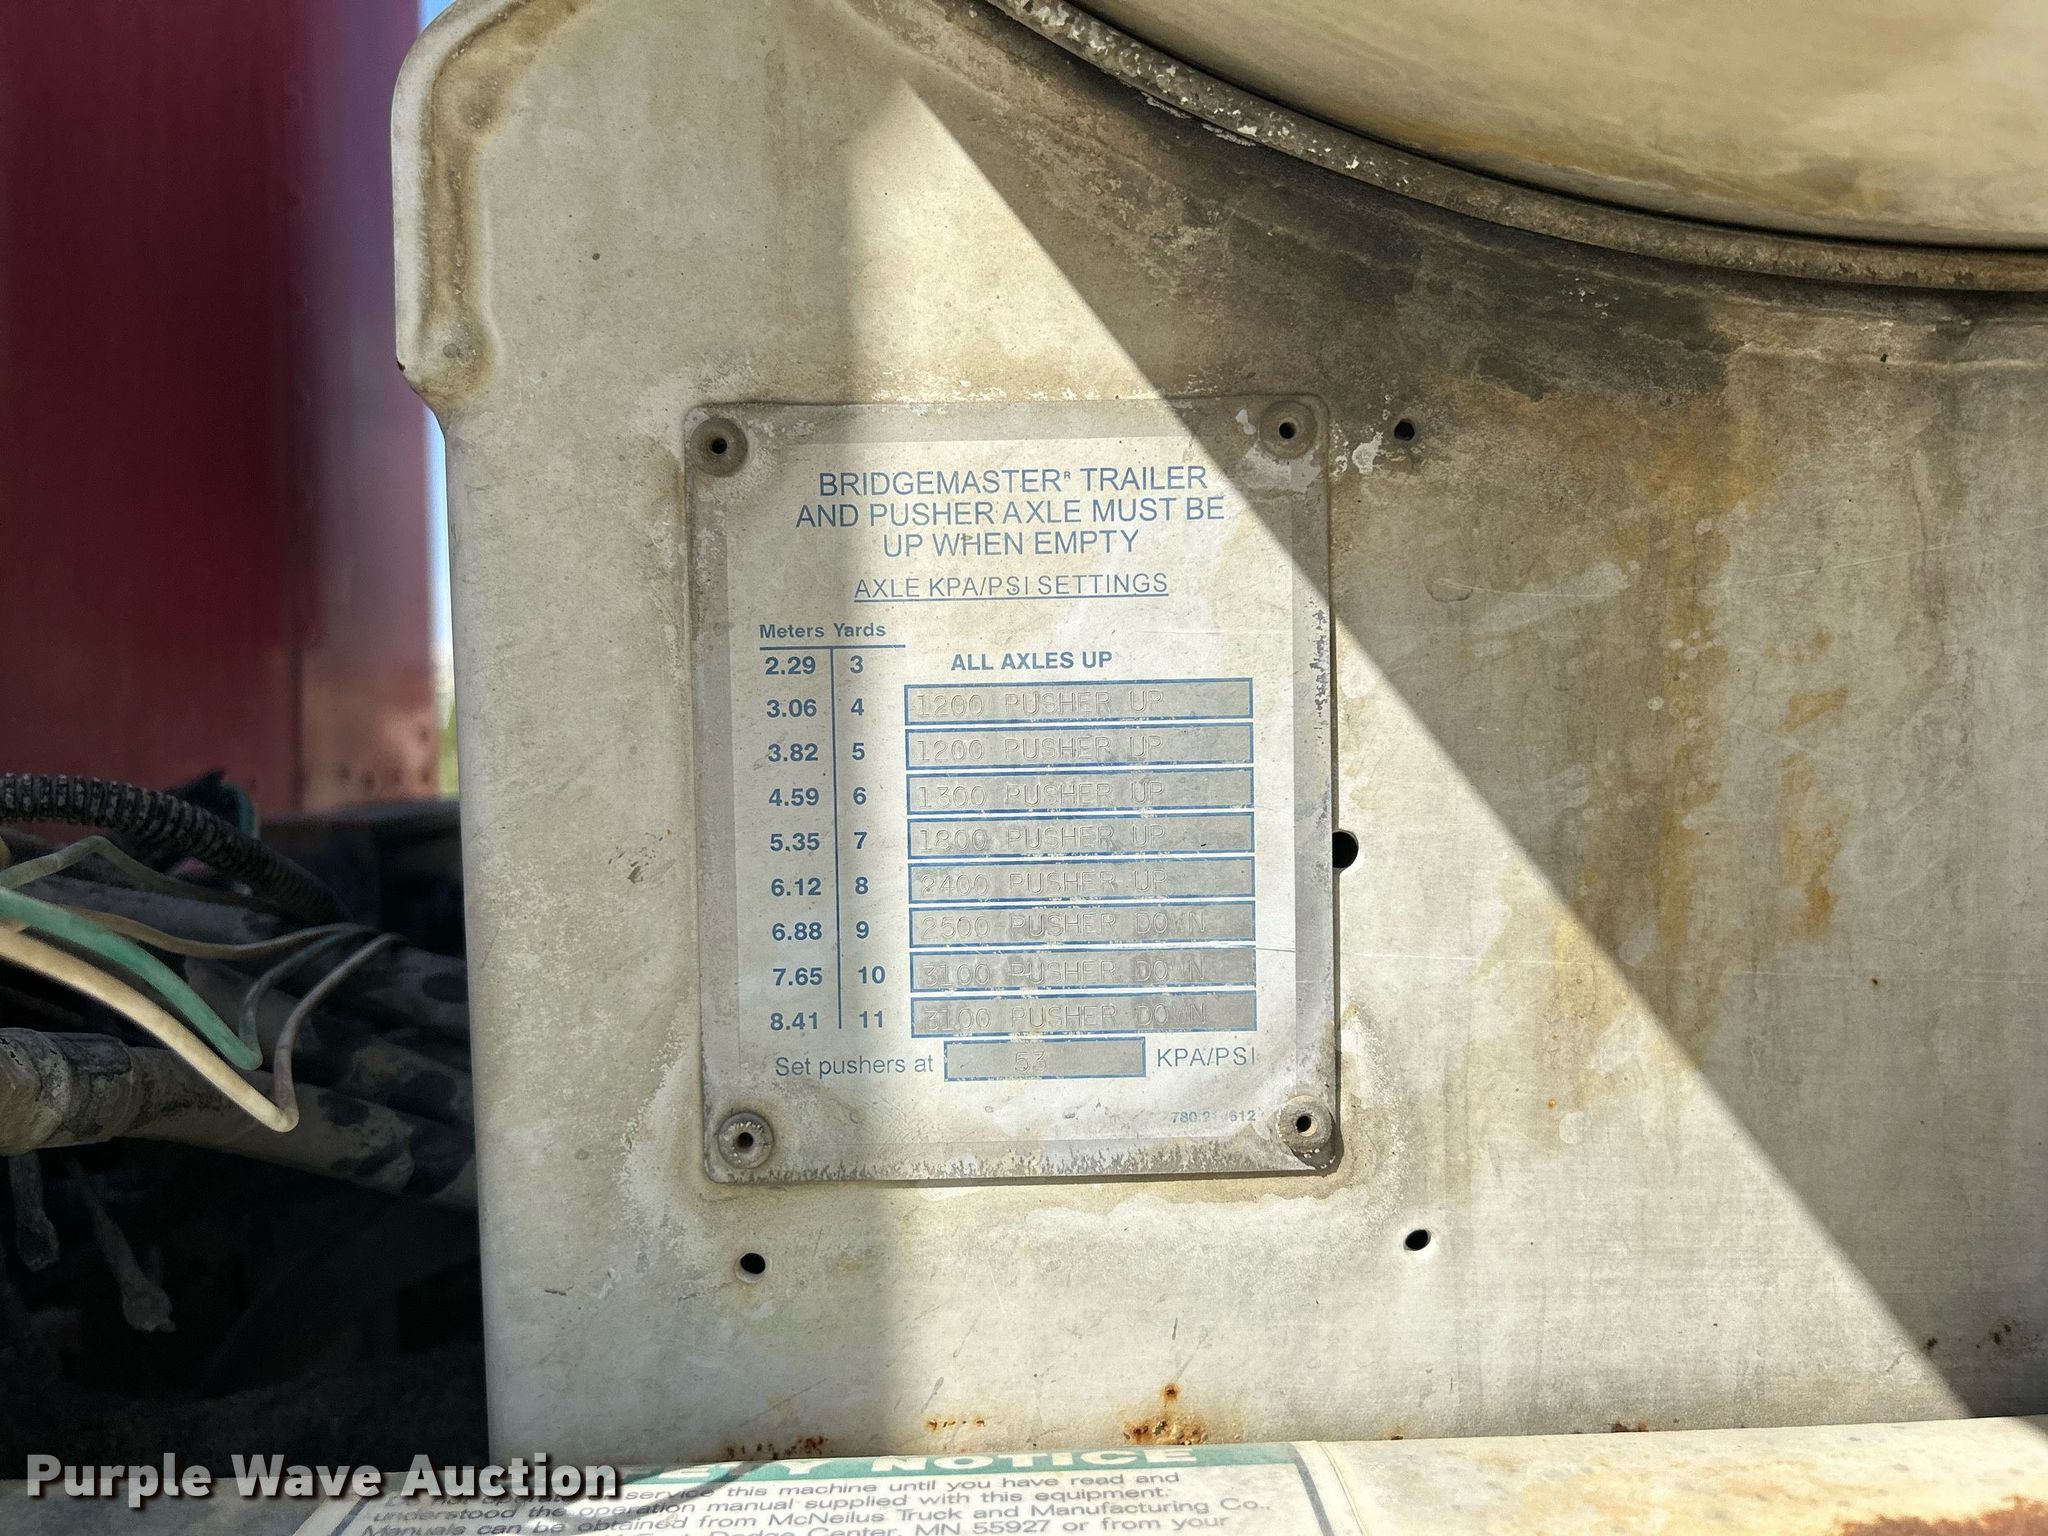 BRIDGEMASTER® TRAILER
AND PUSHER AXLE MUST BE
UP WHEN EMPTY
AXLE KPA/PSI SETTINGS
Meters Yards
2.29 3 ALL AXLES UP
3.06 4 1200 PUSHER UP
3.82 5 1200 PUSHER UP
4.59 6 1300 PUSHER UP
5.35 7 1800 PUSHER UP
6.12 8 2400 PUSHER UP
6.88 9 2500 PUSHER DOWN
7.65 10 3100 PUSHER DOWN
8.41 11 3100 PUSHER DOWN
Set pushers at 53 KPA/PSI
NOTICE
service this machine until you have read and
understood the operation manual supplied with this equipment.
Manuals can be obtained from McNeilus Truck and Manufacturing Co.,
Dodge Center, MN 55927 or from your
Purple Wave Auction